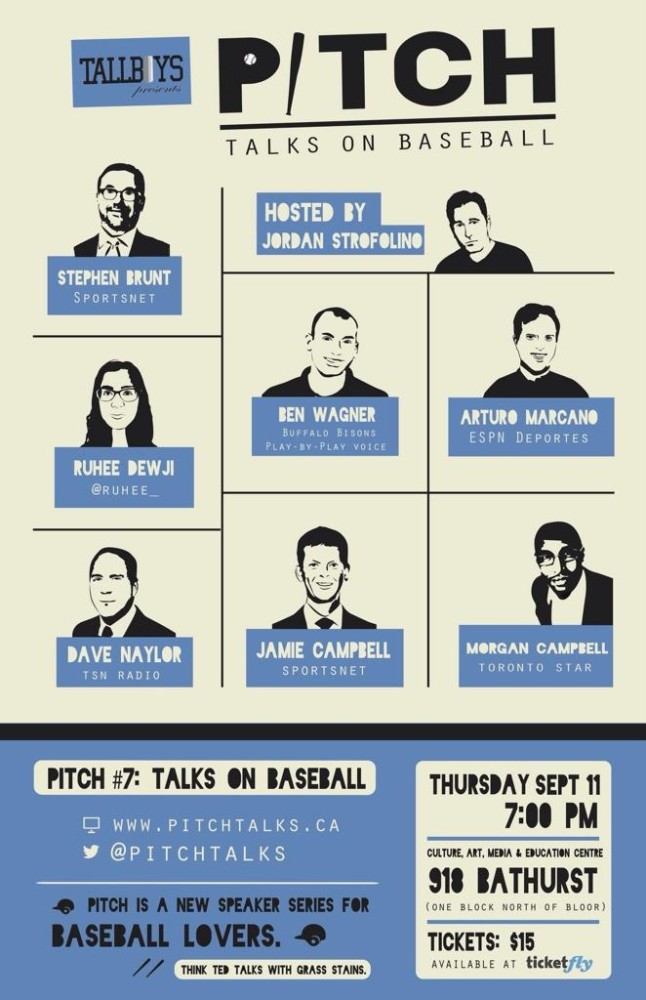 TALLBOYS
presents
PITCH
TALKS ON BASEBALL
HOSTED BY
JORDAN STROFOLINO
STEPHEN BRUNT
SPORTSNET
BEN WAGNER
BUFFALO BISONS
PLAY-BY-PLAY VOICE
ARTURO MARCANO
ESPN DEPORTES
RUHEE DEWJI
@RUHEE_
DAVE NAYLOR
TSN RADIO
JAMIE CAMPBELL
SPORTSNET
MORGAN CAMPBELL
TORONTO STAR
PITCH #7: TALKS ON BASEBALL
WWW.PITCHTALKS.CA
@PITCHTALKS
PITCH IS A NEW SPEAKER SERIES FOR
BASEBALL LOVERS.
THINK TED TALKS WITH GRASS STAINS.
THURSDAY SEPT 11
7:00 PM
CULTURE, ART, MEDIA & EDUCATION CENTRE
918 BATHURST
(ONE BLOCK NORTH OF BLOOR)
TICKETS: $15
AVAILABLE AT ticketfly